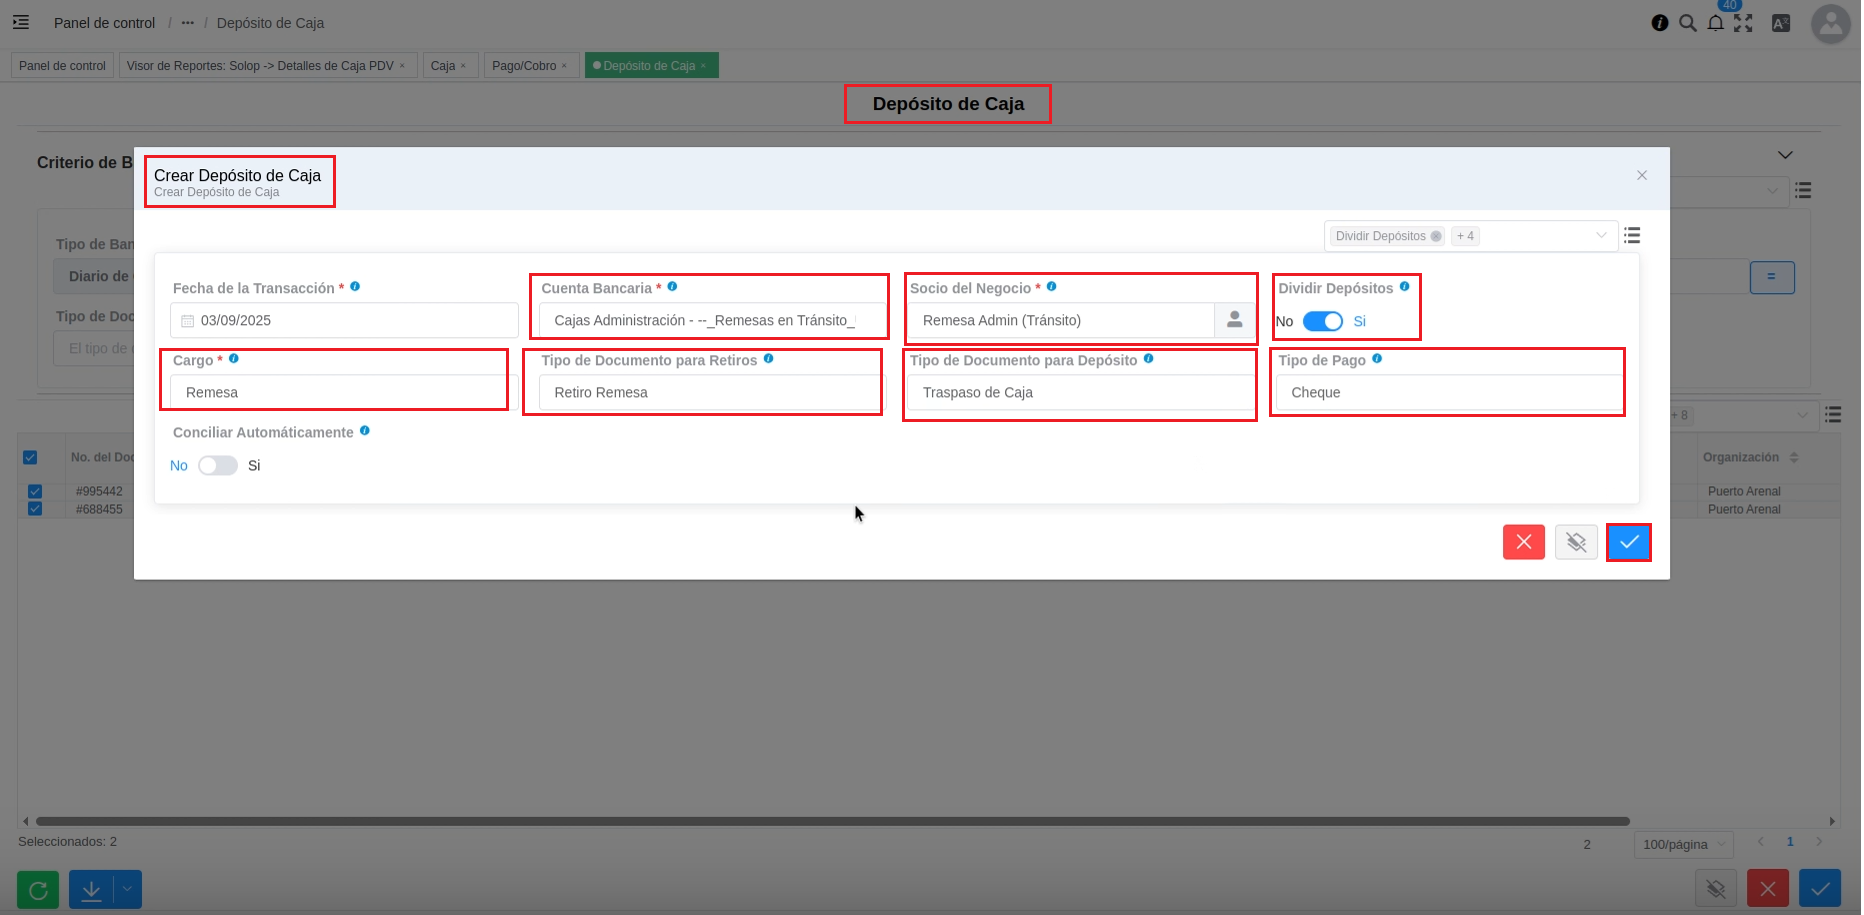 Panel de control / ··· / Depósito de Caja
40
Panel de control
Visor de Reportes: Solop -> Detalles de Caja PDV ×
Caja ×
Pago/Cobro ×
Depósito de Caja ×
Depósito de Caja
Criterio de B
Crear Depósito de Caja
Crear Depósito de Caja
Dividir Depósitos + 4
Tipo de Ban
Diario de
Tipo de Doc
El tipo de
Fecha de la Transacción *
03/09/2025
Cuenta Bancaria *
Cajas Administración - --_Remesas en Tránsito_
Socio del Negocio *
Remesa Admin (Tránsito)
Dividir Depósitos
No Si
=
Cargo *
Remesa
Tipo de Documento para Retiros
Retiro Remesa
Tipo de Documento para Depósito
Traspaso de Caja
Tipo de Pago
Cheque
Conciliar Automáticamente
No Si
+ 8
No. del Doc
Organización
#995442
Puerto Arenal
#688455
Puerto Arenal
Seleccionados: 2
2
100/página
1